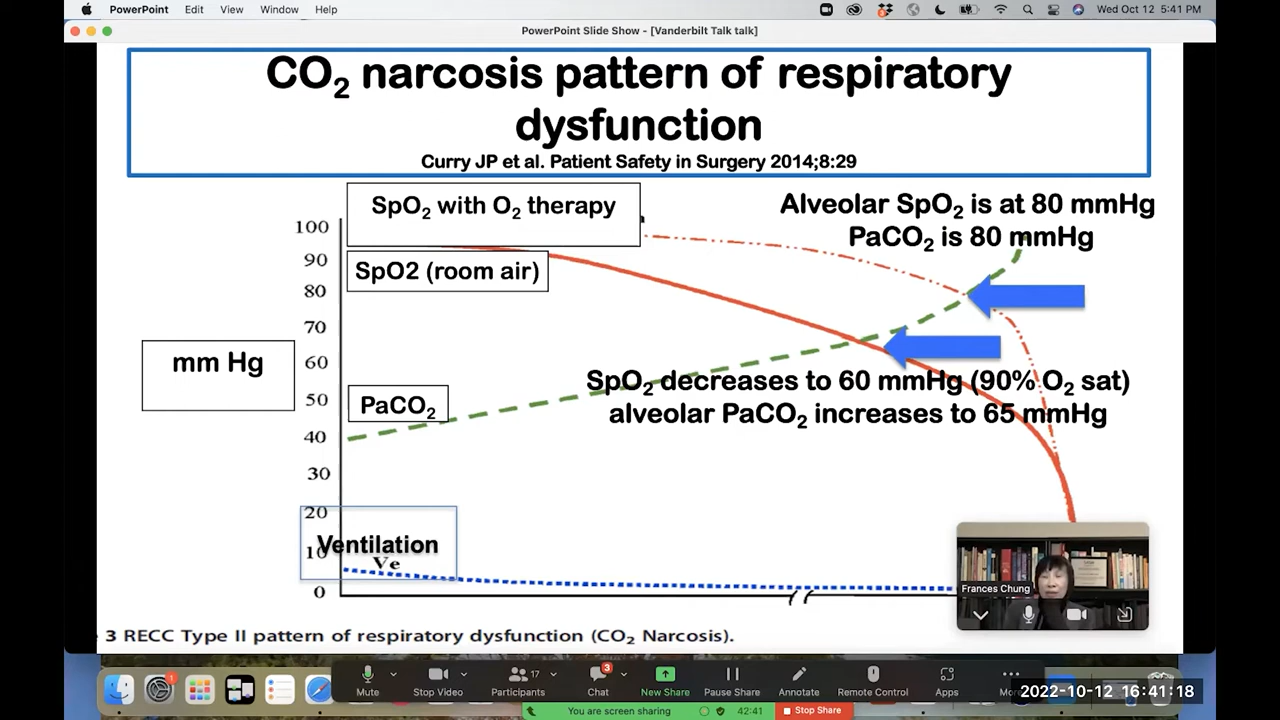 PowerPoint Edit View Window Help Wed Oct 12 5:41 PM
PowerPoint Slide Show - [Vanderbilt Talk talk]
CO₂ narcosis pattern of respiratory
dysfunction
Curry JP et al. Patient Safety in Surgery 2014;8:29
SpO₂ with O₂ therapy
Alveolar SpO₂ is at 80 mmHg
PaCO₂ is 80 mmHg
SpO2 (room air)
100
90
80
70
60
50
40
30
20
10
0
mm Hg
PaCO₂
SpO₂ decreases to 60 mmHg (90% O₂ sat)
alveolar PaCO₂ increases to 65 mmHg
Ventilation
Ve
Frances Chung
3 RECC Type II pattern of respiratory dysfunction (CO₂ Narcosis).
1
3
17
Mute Stop Video Participants Chat New Share Pause Share Annotate Remote Control Apps
2022-10-12 16:41:18
You are screen sharing 42:41 Stop Share